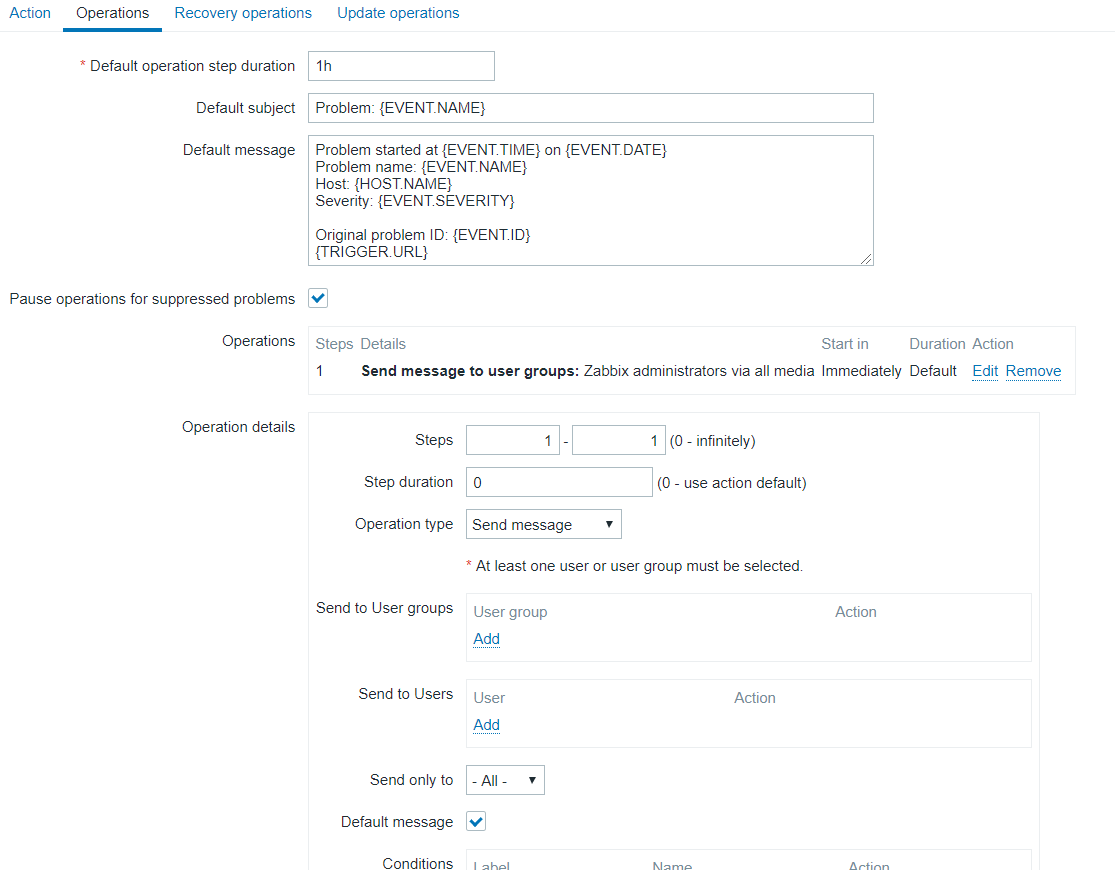 Action Operations Recovery operations Update operations
* Default operation step duration 1h
Default subject Problem: {EVENT.NAME}
Default message Problem started at {EVENT.TIME} on {EVENT.DATE}
Problem name: {EVENT.NAME}
Host: {HOST.NAME}
Severity: {EVENT.SEVERITY}
Original problem ID: {EVENT.ID}
{TRIGGER.URL}
Pause operations for suppressed problems
Operations Steps Details Start in Duration Action
1 Send message to user groups: Zabbix administrators via all media Immediately Default Edit Remove
Operation details
Steps 1 - 1 (0 - infinitely)
Step duration 0 (0 - use action default)
Operation type Send message
* At least one user or user group must be selected.
Send to User groups User group Action
Add
Send to Users User Action
Add
Send only to - All -
Default message
Conditions Label Name Action